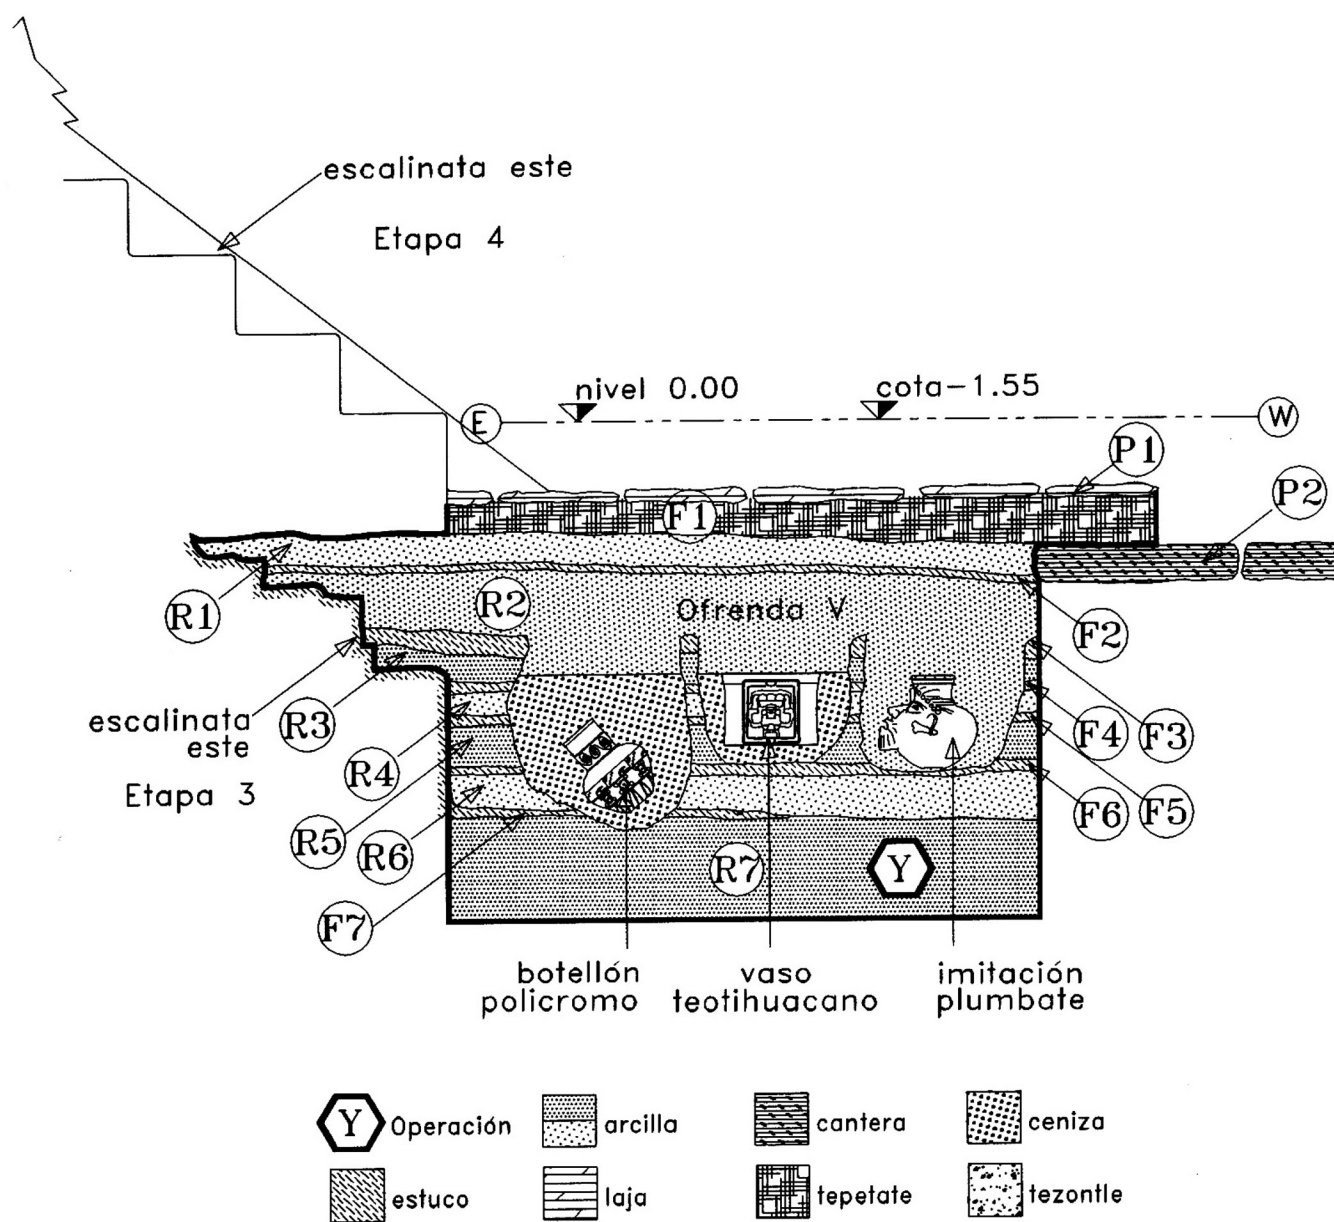 escalinata este
Etapa 4
nivel 0.00
cota-1.55
E
W
P1
P2
F1
R1
R2
Ofrenda V
F2
R3
F3
escalinata
este
Etapa 3
R4
F4
R5
F5
R6
F6
F7
R7
Y
botellón
policromo
vaso
teotihuacano
imitación
plumbate
Y Operación
arcilla
cantera
ceniza
estuco
laja
tepetate
tezontle